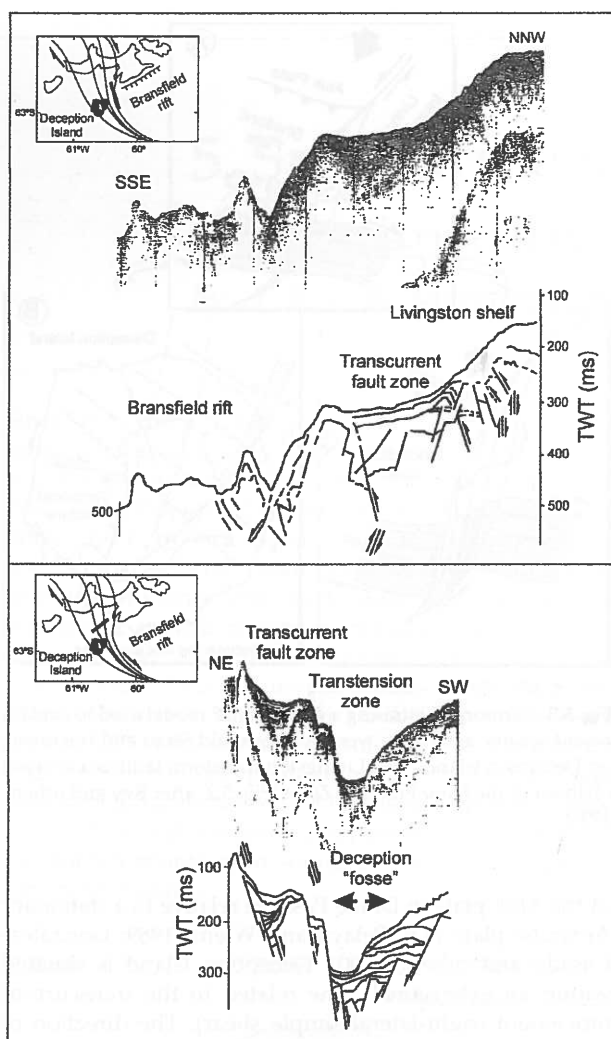 NNW
Bransfield
rift
63°S
Deception
Island
61°W
60°
SSE
Livingston shelf
100
200
Transcurrent
fault zone
300
Bransfield rift
TWT (ms)
400
500
500
Bransfield
rift
63°S
Deception
Island
61°W
60°
Transcurrent
fault zone
NE
Transtension
zone
SW
Deception
"fosse"
100
TWT (ms)
200
300